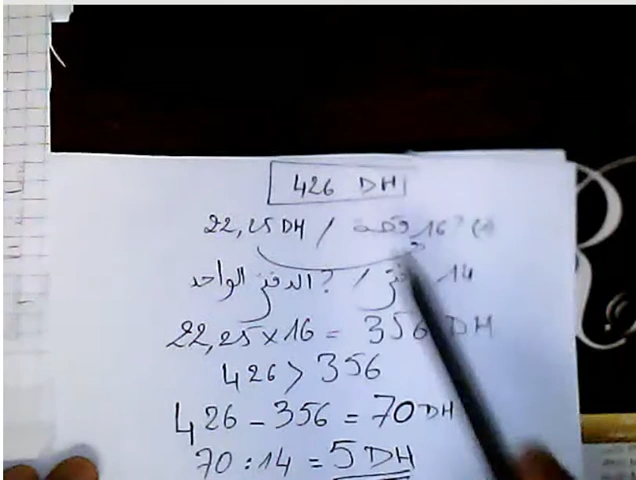 426 DH
22,25 DH / 16 قصة ?
14 / ? الدفتر الواحد
22,25 × 16 = 356 DH
426 > 356
426 - 356 = 70 DH
70 : 14 = 5 DH